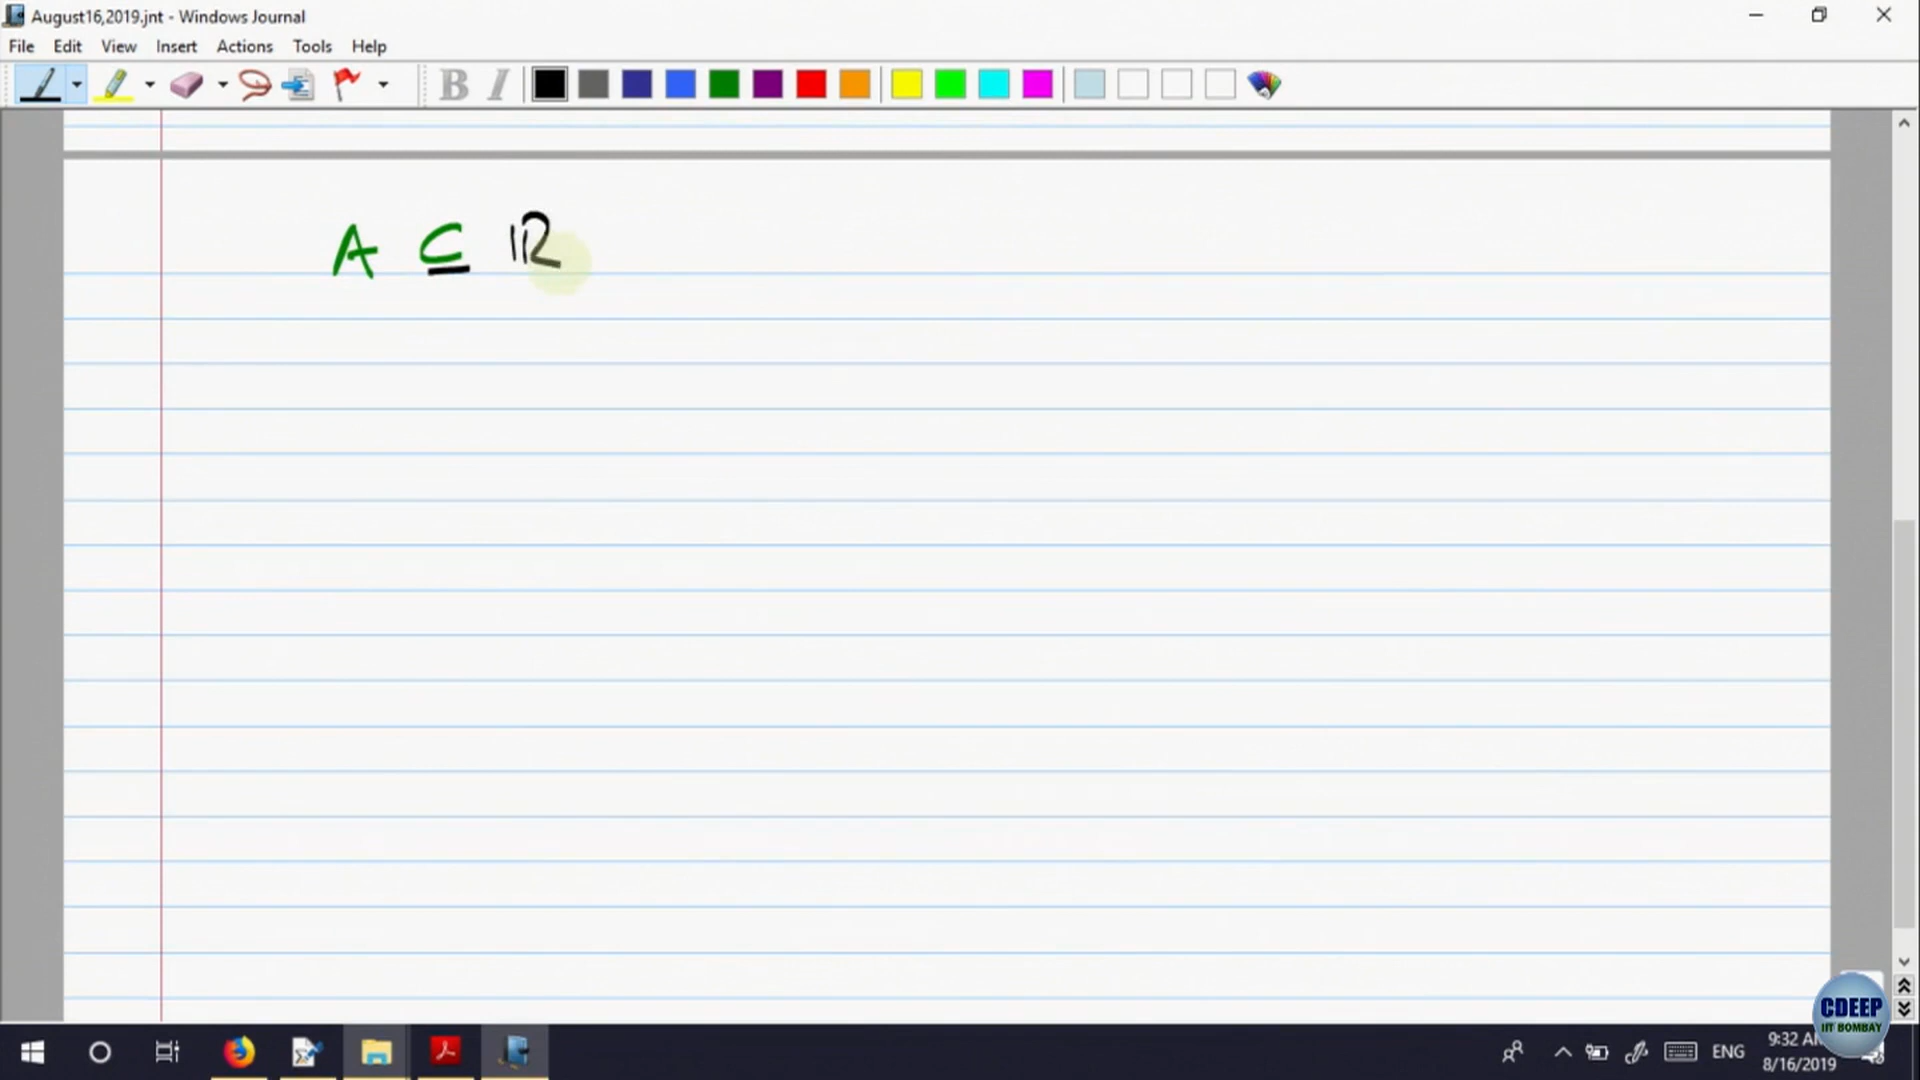 August16,2019.jnt - Windows Journal
File Edit View Insert Actions Tools Help
B I
A ⊆ ℝ
CDEEP
IIT BOMBAY
ENG
9:32
8/16/2019